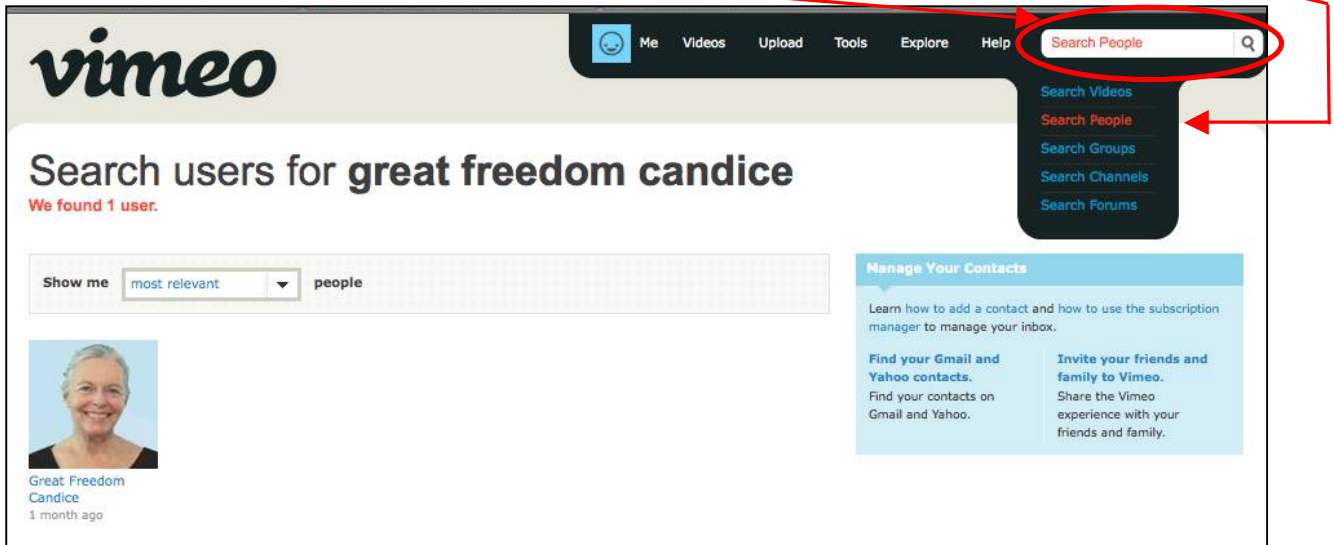 vimeo
Me Videos Upload Tools Explore Help Search People
Search Videos
Search People
Search Groups
Search Channels
Search Forums
Search users for great freedom candice
We found 1 user.
Show me most relevant people
Great Freedom
Candice
1 month ago
Manage Your Contacts
Learn how to add a contact and how to use the subscription
manager to manage your inbox.
Find your Gmail and
Yahoo contacts.
Find your contacts on
Gmail and Yahoo.
Invite your friends and
family to Vimeo.
Share the Vimeo
experience with your
friends and family.